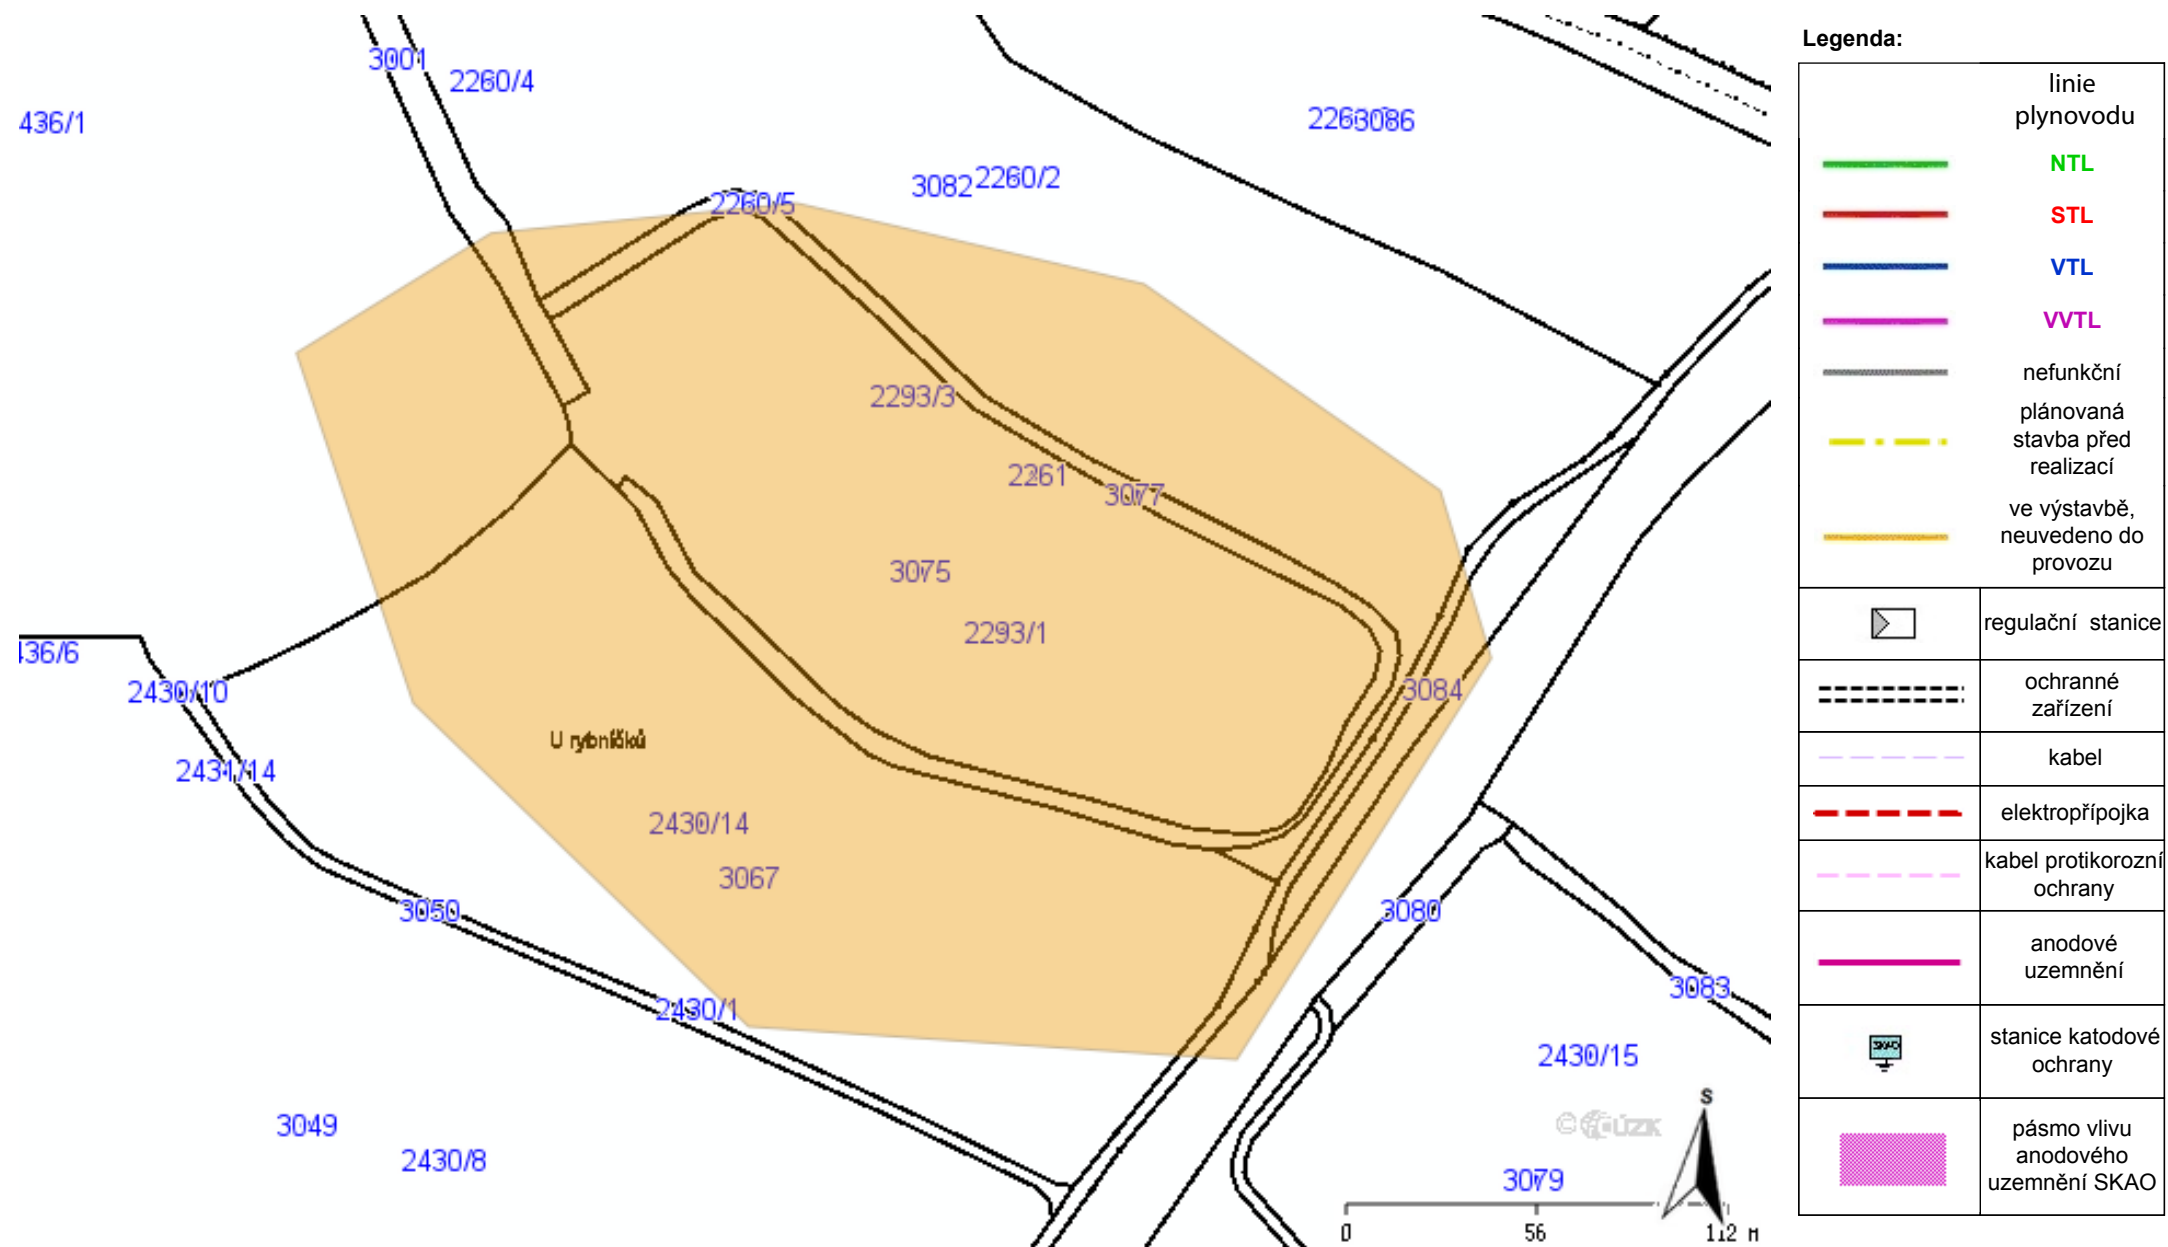 3001
2260/4
436/1
3086
3082
2260/2
2260/5
2293/3
2261
3077
3075
2293/1
36/6
2430/10
3084
U rybníčků
2431/14
2430/14
3067
3050
3080
2430/1
3083
2430/15
3049
2430/8
ČÚZK
3079
S
0
56
112 M
Legenda:
linie
plynovodu
NTL
STL
VTL
VVTL
nefunkční
plánovaná
stavba před
realizací
ve výstavbě,
neuvedeno do
provozu
regulační stanice
ochranné
zařízení
kabel
elektropřípojka
kabel protikorozní
ochrany
anodové
uzemnění
SKAO
stanice katodové
ochrany
pásmo vlivu
anodového
uzemnění SKAO